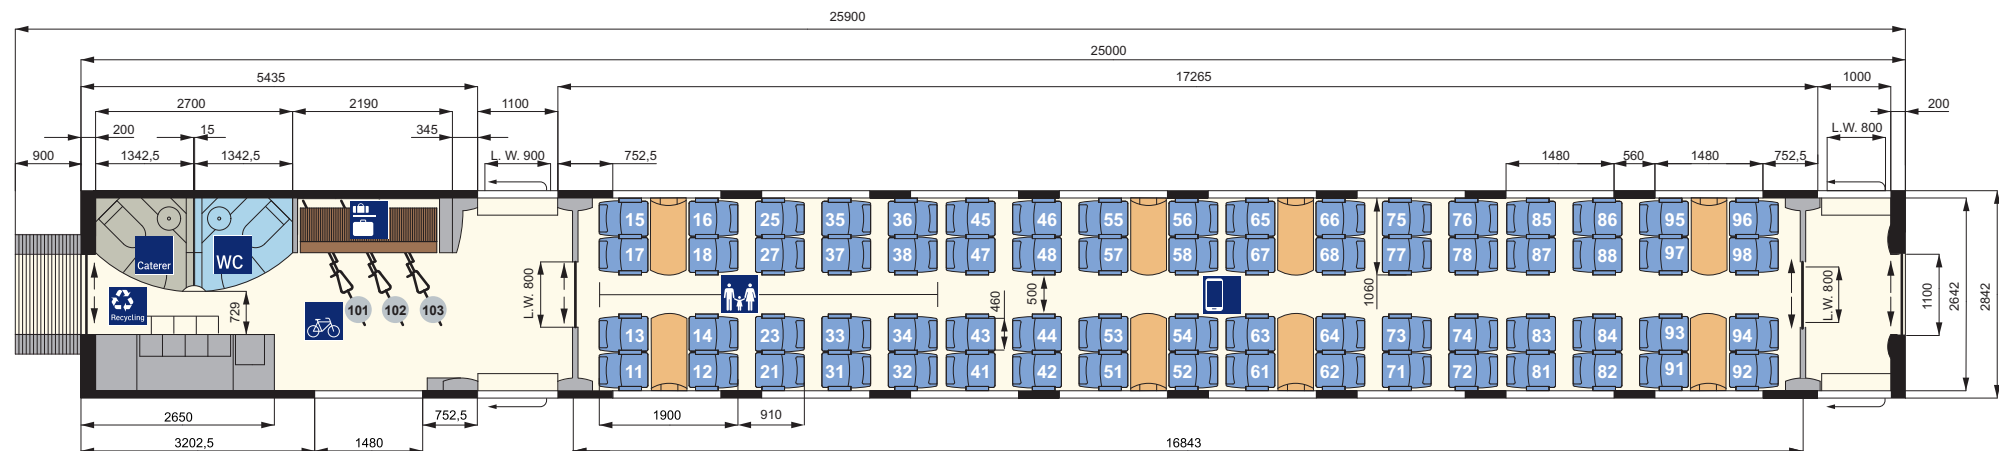 25900
25000
5435 17265 1000
2700 2190 1100 200
200 15 345 L.W. 800
900 1342,5 1342,5 L. W. 900 752,5 1480 560 1480 752,5
15 16 25 35 36 45 46 55 56 65 66 75 76 85 86 95 96
17 18 27 37 38 47 48 57 58 67 68 77 78 87 88 97 98
Caterer WC
L.W. 800 460 500 1060 L.W. 800 1100 2642 2842
Recycling 729
101 102 103
13 14 23 33 34 43 44 53 54 63 64 73 74 83 84 93 94
11 12 21 31 32 41 42 51 52 61 62 71 72 81 82 91 92
2650 752,5 1900 910
3202,5 1480 16843